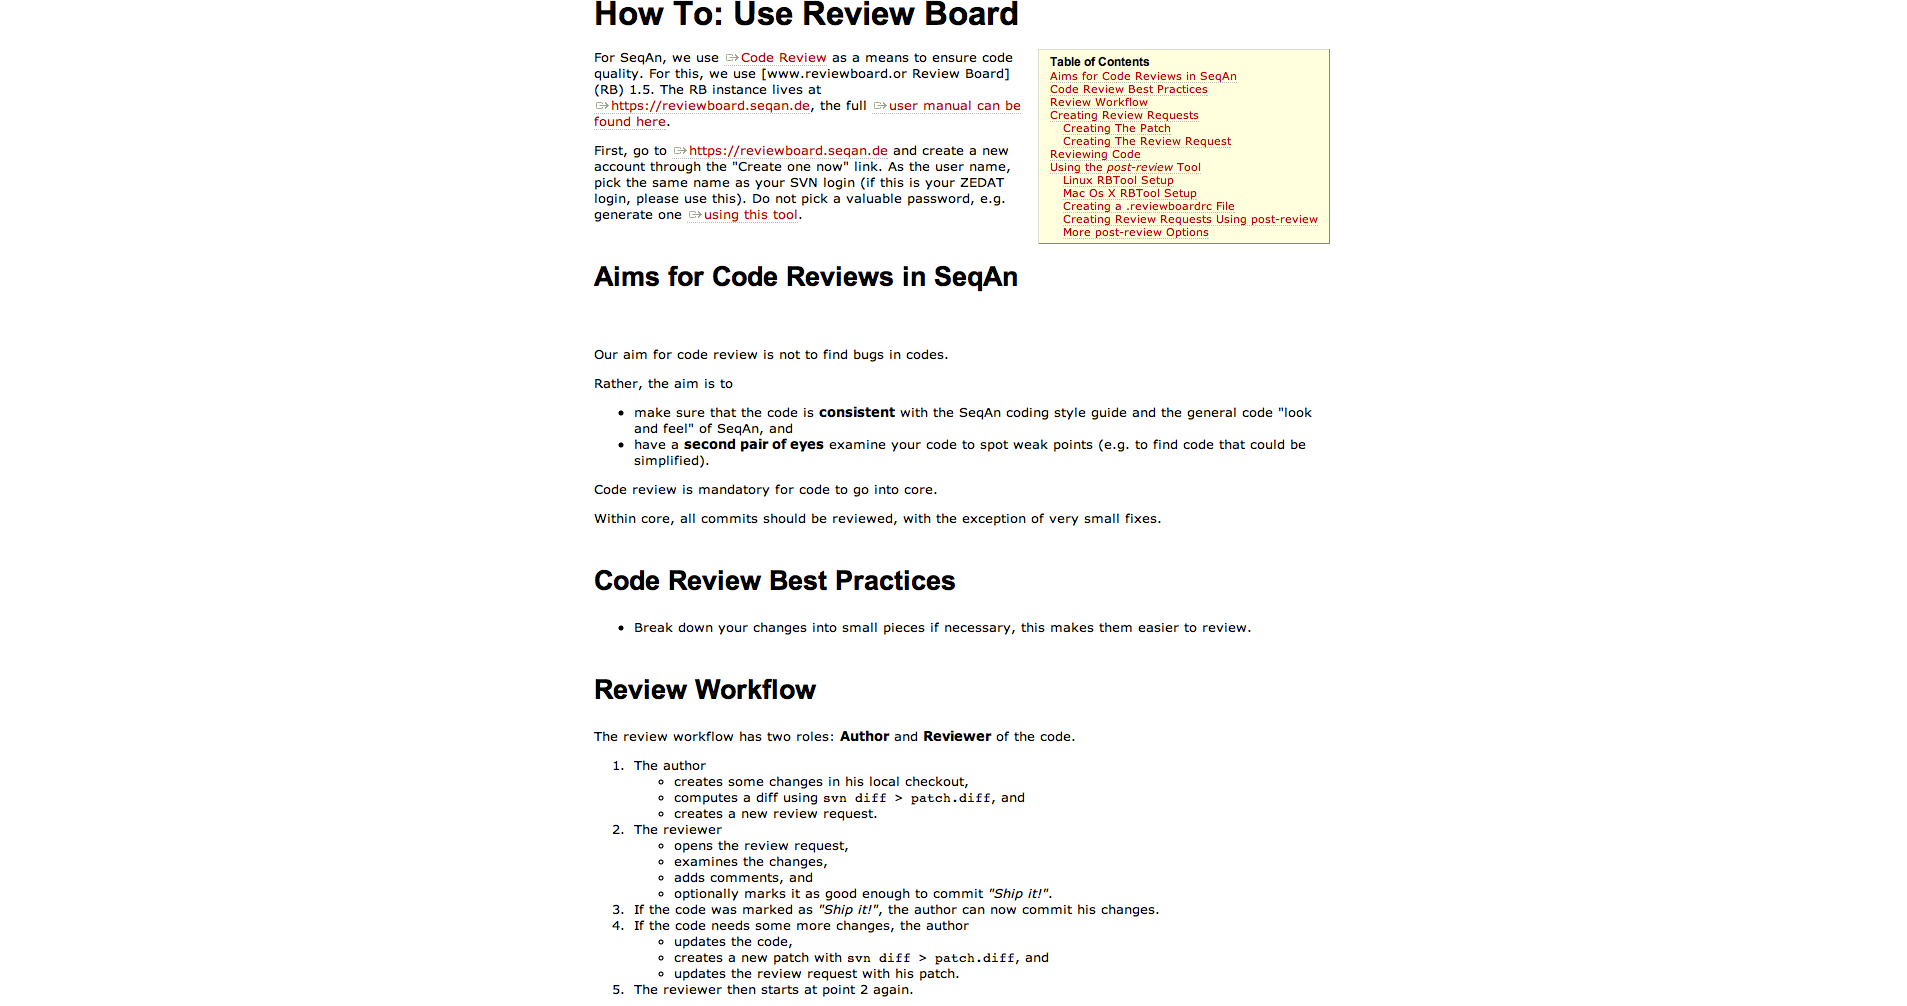 How To: Use Review Board
For SeqAn, we use Code Review as a means to ensure code
quality. For this, we use [www.reviewboard.or Review Board]
(RB) 1.5. The RB instance lives at
https://reviewboard.seqan.de, the full user manual can be
found here.
First, go to https://reviewboard.seqan.de and create a new
account through the "Create one now" link. As the user name,
pick the same name as your SVN login (if this is your ZEDAT
login, please use this). Do not pick a valuable password, e.g.
generate one using this tool.
Table of Contents
Aims for Code Reviews in SeqAn
Code Review Best Practices
Review Workflow
Creating Review Requests
Creating The Patch
Creating The Review Request
Reviewing Code
Using the post-review Tool
Linux RBTool Setup
Mac Os X RBTool Setup
Creating a .reviewboardrc File
Creating Review Requests Using post-review
More post-review Options
Aims for Code Reviews in SeqAn
Our aim for code review is not to find bugs in codes.
Rather, the aim is to
• make sure that the code is consistent with the SeqAn coding style guide and the general code "look
and feel" of SeqAn, and
• have a second pair of eyes examine your code to spot weak points (e.g. to find code that could be
simplified).
Code review is mandatory for code to go into core.
Within core, all commits should be reviewed, with the exception of very small fixes.
Code Review Best Practices
• Break down your changes into small pieces if necessary, this makes them easier to review.
Review Workflow
The review workflow has two roles: Author and Reviewer of the code.
1. The author
◦ creates some changes in his local checkout,
◦ computes a diff using svn diff > patch.diff, and
◦ creates a new review request.
2. The reviewer
◦ opens the review request,
◦ examines the changes,
◦ adds comments, and
◦ optionally marks it as good enough to commit "Ship it!".
3. If the code was marked as "Ship it!", the author can now commit his changes.
4. If the code needs some more changes, the author
◦ updates the code,
◦ creates a new patch with svn diff > patch.diff, and
◦ updates the review request with his patch.
5. The reviewer then starts at point 2 again.